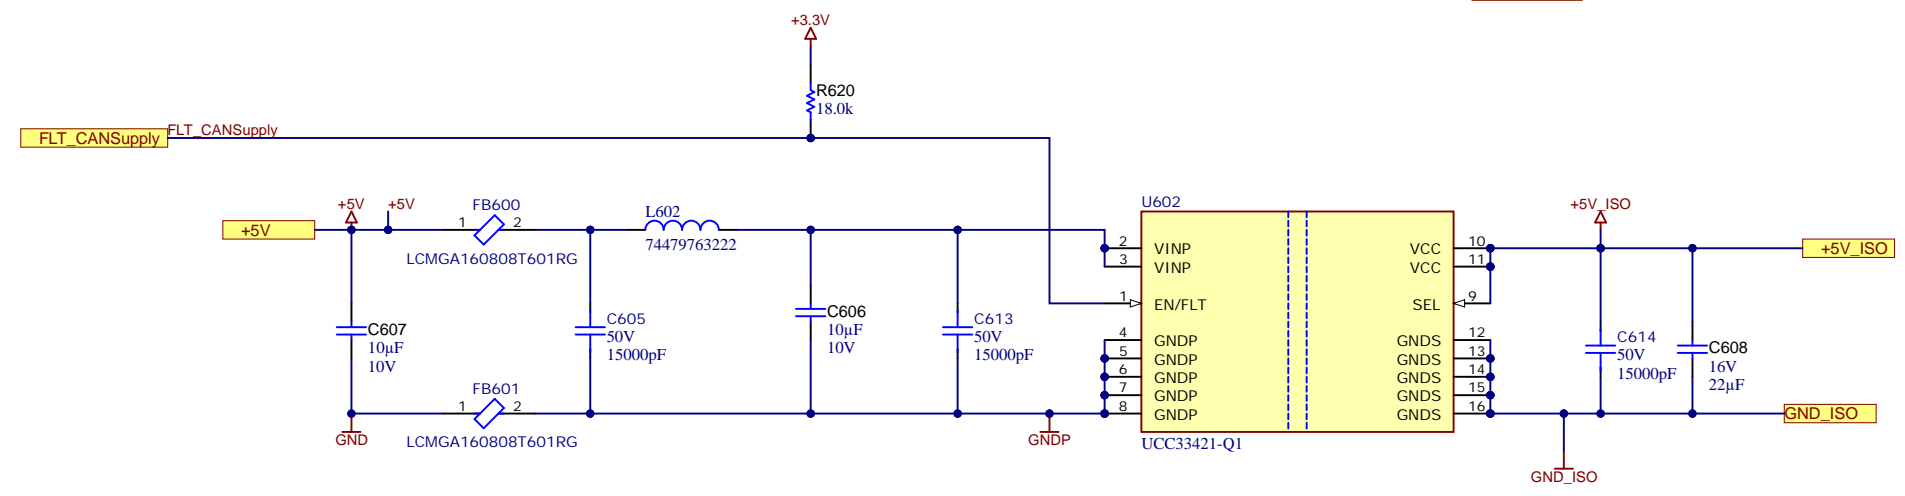 +3.3V
R620
18.0k
FLT_CANSupply
FLT_CANSupply
+5V
+5V
+5V
FB600
1
2
LCMGA160808T601RG
L602
74479763222
C607
10µF
10V
C605
50V
15000pF
C606
10µF
10V
C613
50V
15000pF
FB601
1
2
LCMGA160808T601RG
GND
GNDP
U602
2
VINP
3
VINP
1
EN/FLT
4
GNDP
5
GNDP
6
GNDP
7
GNDP
8
GNDP
VCC
10
VCC
11
SEL
9
GNDS
12
GNDS
13
GNDS
14
GNDS
15
GNDS
16
UCC33421-Q1
+5V_ISO
+5V_ISO
C614
50V
15000pF
C608
16V
22µF
GND_ISO
GND_ISO